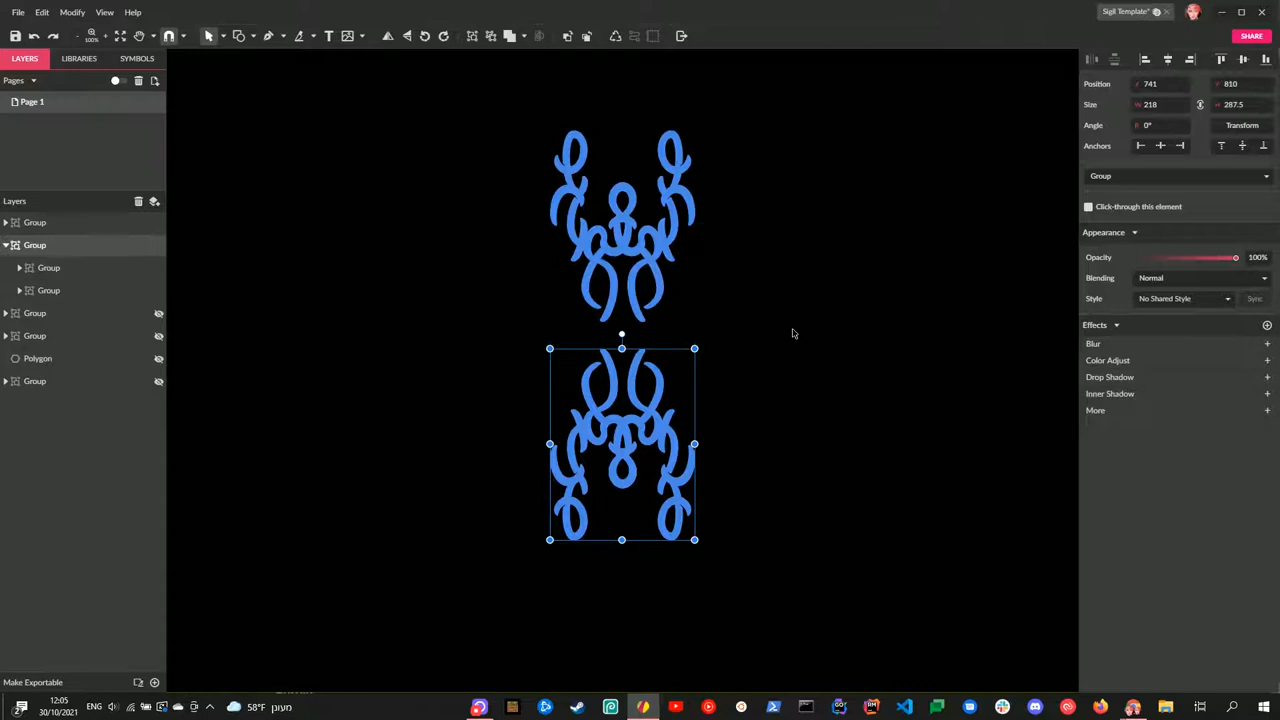 File Edit Modify View Help
Sigil Template*
100%
SHARE
LAYERS LIBRARIES SYMBOLS
Pages
Page 1
Layers
Group
Group
Group
Group
Group
Group
Polygon
Group
Make Exportable
Position X 741 Y 810
Size W 218 H 287.5
Angle R 0° Transform
Anchors
Group
Click-through this element
Appearance
Opacity 100%
Blending Normal
Style No Shared Style Sync
Effects
Blur
Color Adjust
Drop Shadow
Inner Shadow
More
12:05
30/10/2021
ENG
58°F מעונן